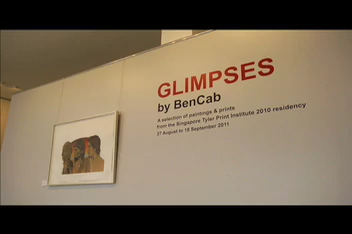 GLIMPSES
by BenCab
A selection of paintings & prints
from the Singapore Tyler Print Institute 2010 residency
27 August to 15 September 2011